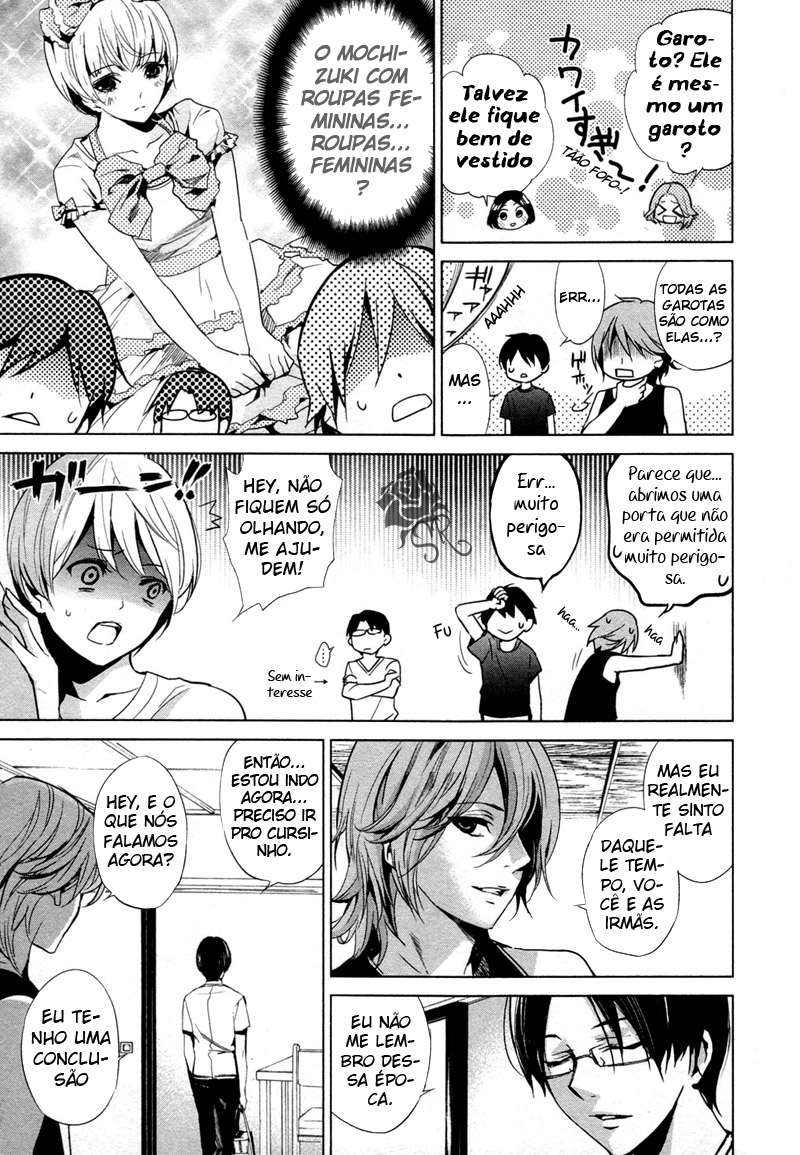 Garo-
to? Ele
é mes-
mo um
garoto
?
カワイすぎ～!
TÃÃO FOFO~!
Talvez
ele fique
bem de
vestido
O MOCHI-
ZUKI COM
ROUPAS FE-
MININAS...
ROUPAS...
FEMININAS
?
TODAS AS
GAROTAS
SÃO COMO
ELAS...?
ERR...
AAAHHH
MAS
...
Parece que...
abrimos uma
porta que não
era permitida
muito perigo-
sa.
haa
haa...
Err...
muito
perigo-
sa
Fu
SR
HEY, NÃO
FIQUEM SÓ
OLHANDO,
ME AJU-
DEM!
......
Sem in-
teresse →
ガーン!!
MAS EU
REALMEN-
TE SINTO
FALTA
DAQUE-
LE TEM-
PO, VO-
CÊ E AS
IRMÃS.
EU NÃO
ME LEM-
BRO DES-
SA ÉPO-
CA.
ENTÃO...
ESTOU INDO
AGORA...
PRECISO IR
PRO CURSI-
NHO.
HEY, E O
QUE NÓS
FALAMOS
AGORA?
EU TE-
NHO UMA
CONCLU-
SÃO